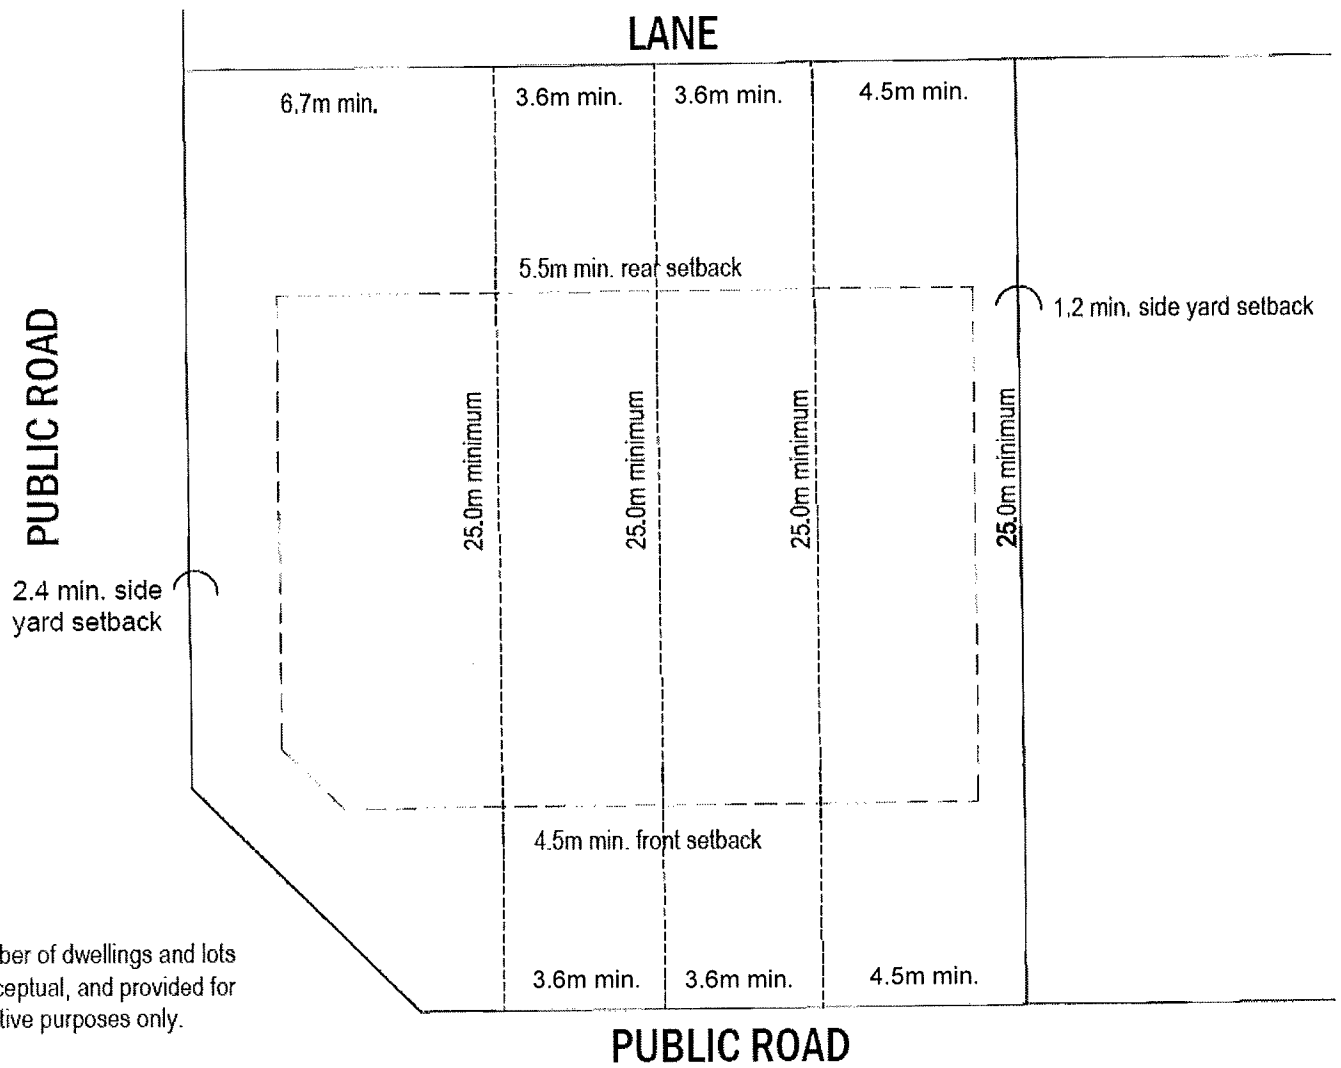 LANE
6.7m min.
3.6m min.
3.6m min.
4.5m min.
5.5m min. rear setback
1.2 min. side yard setback
PUBLIC ROAD
25.0m minimum
25.0m minimum
25.0m minimum
25.0m minimum
2.4 min. side
yard setback
4.5m min. front setback
ber of dwellings and lots
ceptual, and provided for
tive purposes only.
3.6m min.
3.6m min.
4.5m min.
PUBLIC ROAD